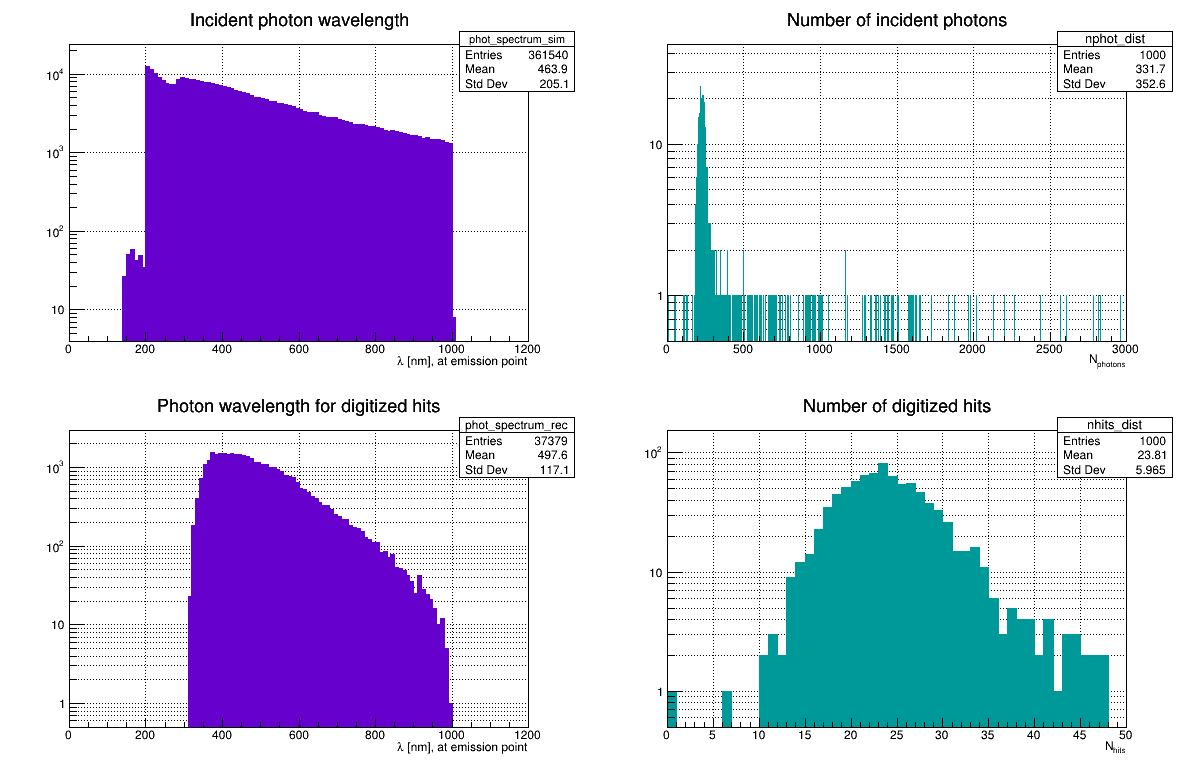 Incident photon wavelength
phot_spectrum_sim
Entries 361540
Mean 463.9
Std Dev 205.1
10⁴
10³
10²
10
0 200 400 600 800 1000 1200
λ [nm], at emission point
Number of incident photons
nphot_dist
Entries 1000
Mean 331.7
Std Dev 352.6
10
1
0 500 1000 1500 2000 2500 3000
Nphotons
Photon wavelength for digitized hits
phot_spectrum_rec
Entries 37379
Mean 497.6
Std Dev 117.1
10³
10²
10
1
0 200 400 600 800 1000 1200
λ [nm], at emission point
Number of digitized hits
nhits_dist
Entries 1000
Mean 23.81
Std Dev 5.965
10²
10
1
0 5 10 15 20 25 30 35 40 45 50
Nhits